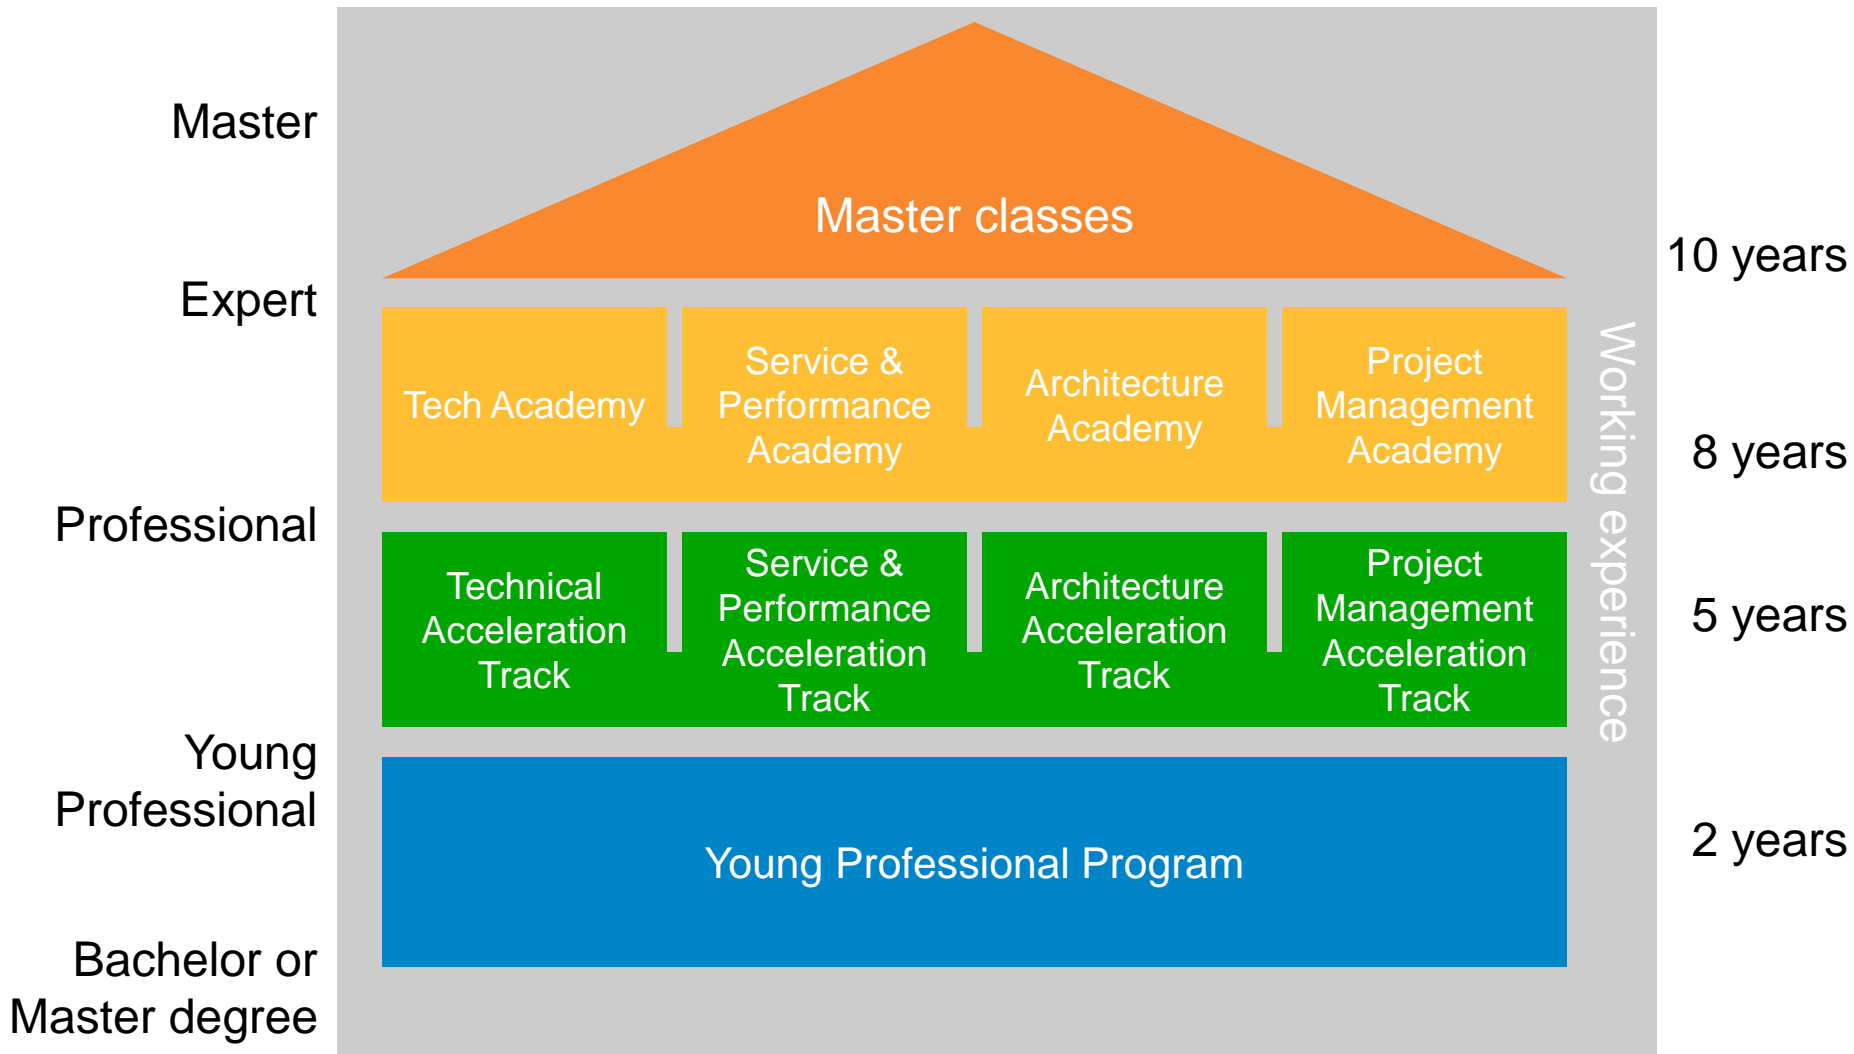 Master
Master classes
10 years
Expert
Tech Academy
Service &
Performance
Academy
Architecture
Academy
Project
Management
Academy
Working experience
8 years
Professional
Technical
Acceleration
Track
Service &
Performance
Acceleration
Track
Architecture
Acceleration
Track
Project
Management
Acceleration
Track
5 years
Young
Professional
Young Professional Program
2 years
Bachelor or
Master degree